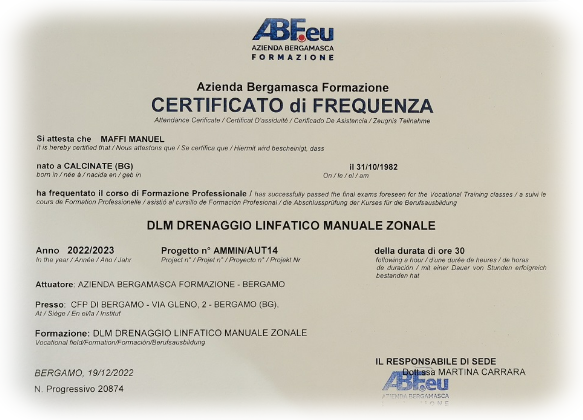 ABF.eu
AZIENDA BERGAMASCA
FORMAZIONE
Azienda Bergamasca Formazione
CERTIFICATO di FREQUENZA
Attendance Cerificate / Certificat D'assiduité / Cerificado De Asistencia / Zeugnis Teilnahme
Si attesta che MAFFI MANUEL
It is hereby certified that / Nous attestons que / Se certifica que / Hiermit wird bescheinigt, dass
nato a CALCINATE (BG) il 31/10/1982
born in / née à / nacida en / geb in On / le / el / am
ha frequentato il corso di Formazione Professionale / has successfully passed the final exams foreseen for the Vocational Training classes / a suivi le
cours de Formation Professionelle / asistió al cursillo de Formación Profesional / die Abschlussprüfung der Kurses für die Berufsausbildung
DLM DRENAGGIO LINFATICO MANUALE ZONALE
Anno 2022/2023 Progetto n° AMMIN/AUT14 della durata di ore 30
In the year / Année / Año / Jahr Project n° / Projet n° / Proyecto n° / Projekt Nr following a hour / d'une durée de heures / de horas
de duraciòn / mit einer Dauer von Stunden erfolgreich
bestanden hat
Attuatore: AZIENDA BERGAMASCA FORMAZIONE - BERGAMO
Presso: CFP DI BERGAMO - VIA GLENO, 2 - BERGAMO (BG).
At / Siège / En el/la / Institut
Formazione: DLM DRENAGGIO LINFATICO MANUALE ZONALE
Vocational field/Formation/Formación/Berufsausbildung
IL RESPONSABILE DI SEDE
BERGAMO, 19/12/2022 Dott.ssa MARTINA CARRARA
ABF.eu
N. Progressivo 20874